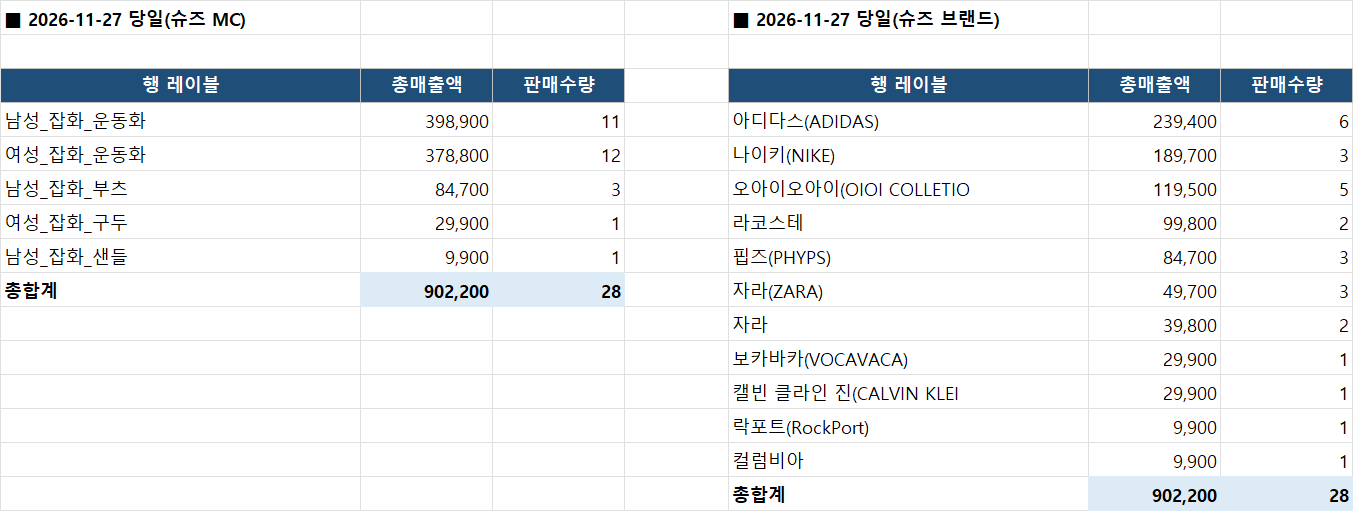 ■ 2026-11-27 당일(슈즈 MC)
행 레이블 총매출액 판매수량
남성_잡화_운동화 398,900 11
여성_잡화_운동화 378,800 12
남성_잡화_부츠 84,700 3
여성_잡화_구두 29,900 1
남성_잡화_샌들 9,900 1
총합계 902,200 28
■ 2026-11-27 당일(슈즈 브랜드)
행 레이블 총매출액 판매수량
아디다스(ADIDAS) 239,400 6
나이키(NIKE) 189,700 3
오아이오아이(OIOI COLLETIO 119,500 5
라코스테 99,800 2
핍즈(PHYPS) 84,700 3
자라(ZARA) 49,700 3
자라 39,800 2
보카바카(VOCAVACA) 29,900 1
캘빈 클라인 진(CALVIN KLEI 29,900 1
락포트(RockPort) 9,900 1
컬럼비아 9,900 1
총합계 902,200 28